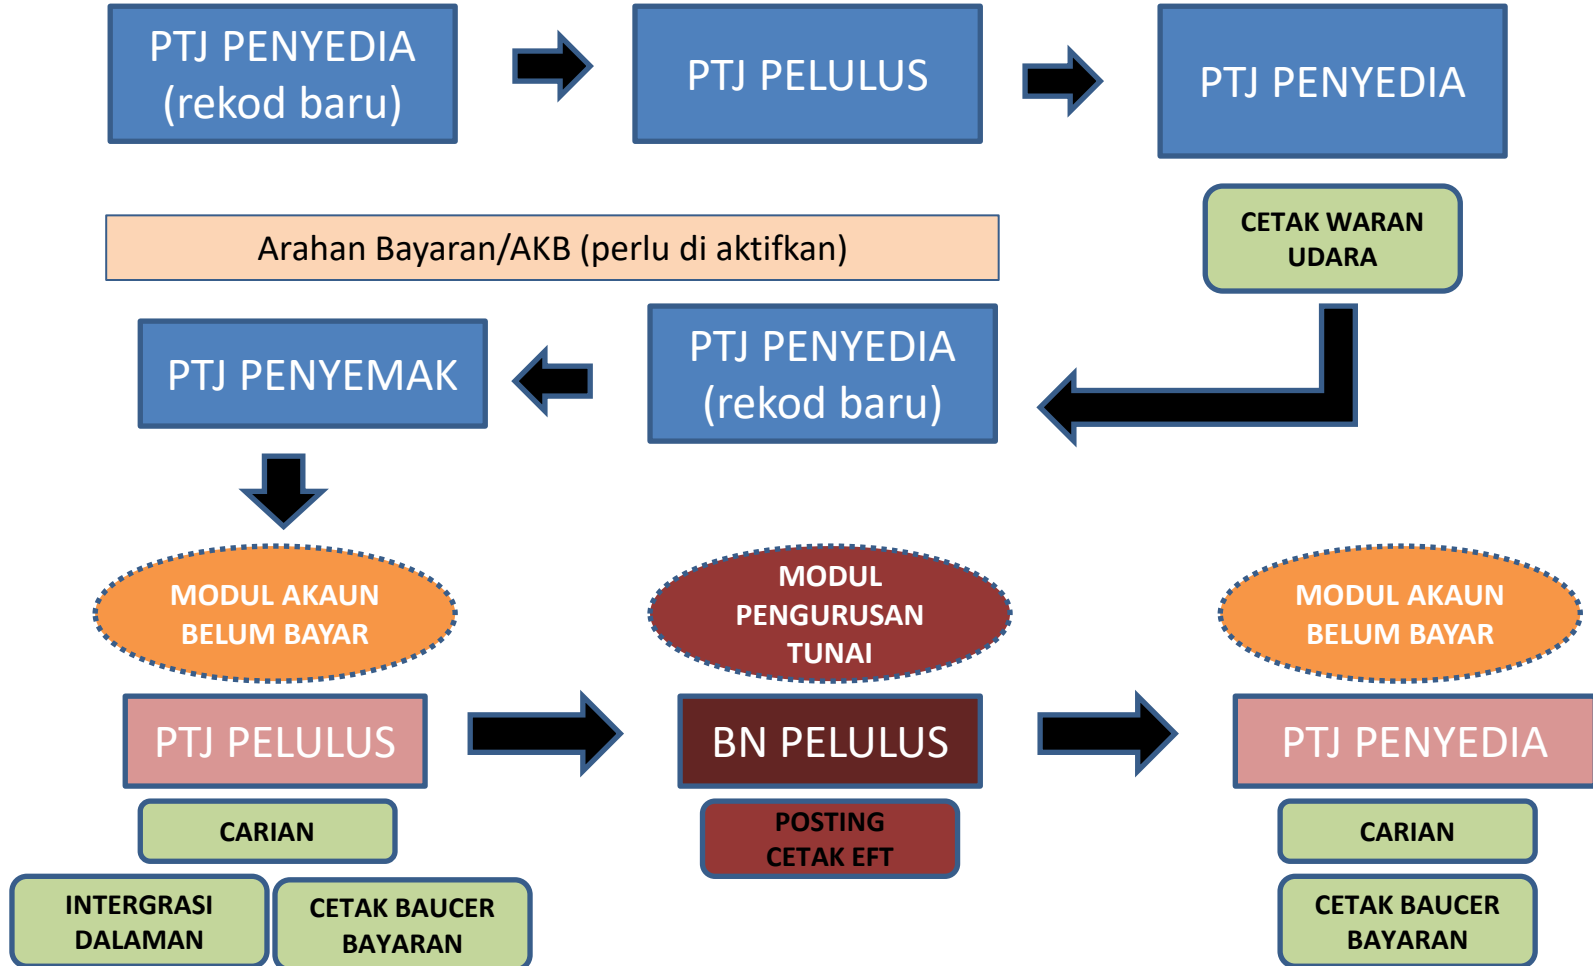 PTJ PENYEDIA
(rekod baru)
PTJ PELULUS
PTJ PENYEDIA
CETAK WARAN
UDARA
Arahan Bayaran/AKB (perlu di aktifkan)
PTJ PENYEDIA
(rekod baru)
PTJ PENYEMAK
MODUL AKAUN
BELUM BAYAR
MODUL
PENGURUSAN
TUNAI
MODUL AKAUN
BELUM BAYAR
PTJ PELULUS
BN PELULUS
PTJ PENYEDIA
CARIAN
POSTING
CETAK EFT
CARIAN
INTERGRASI
DALAMAN
CETAK BAUCER
BAYARAN
CETAK BAUCER
BAYARAN